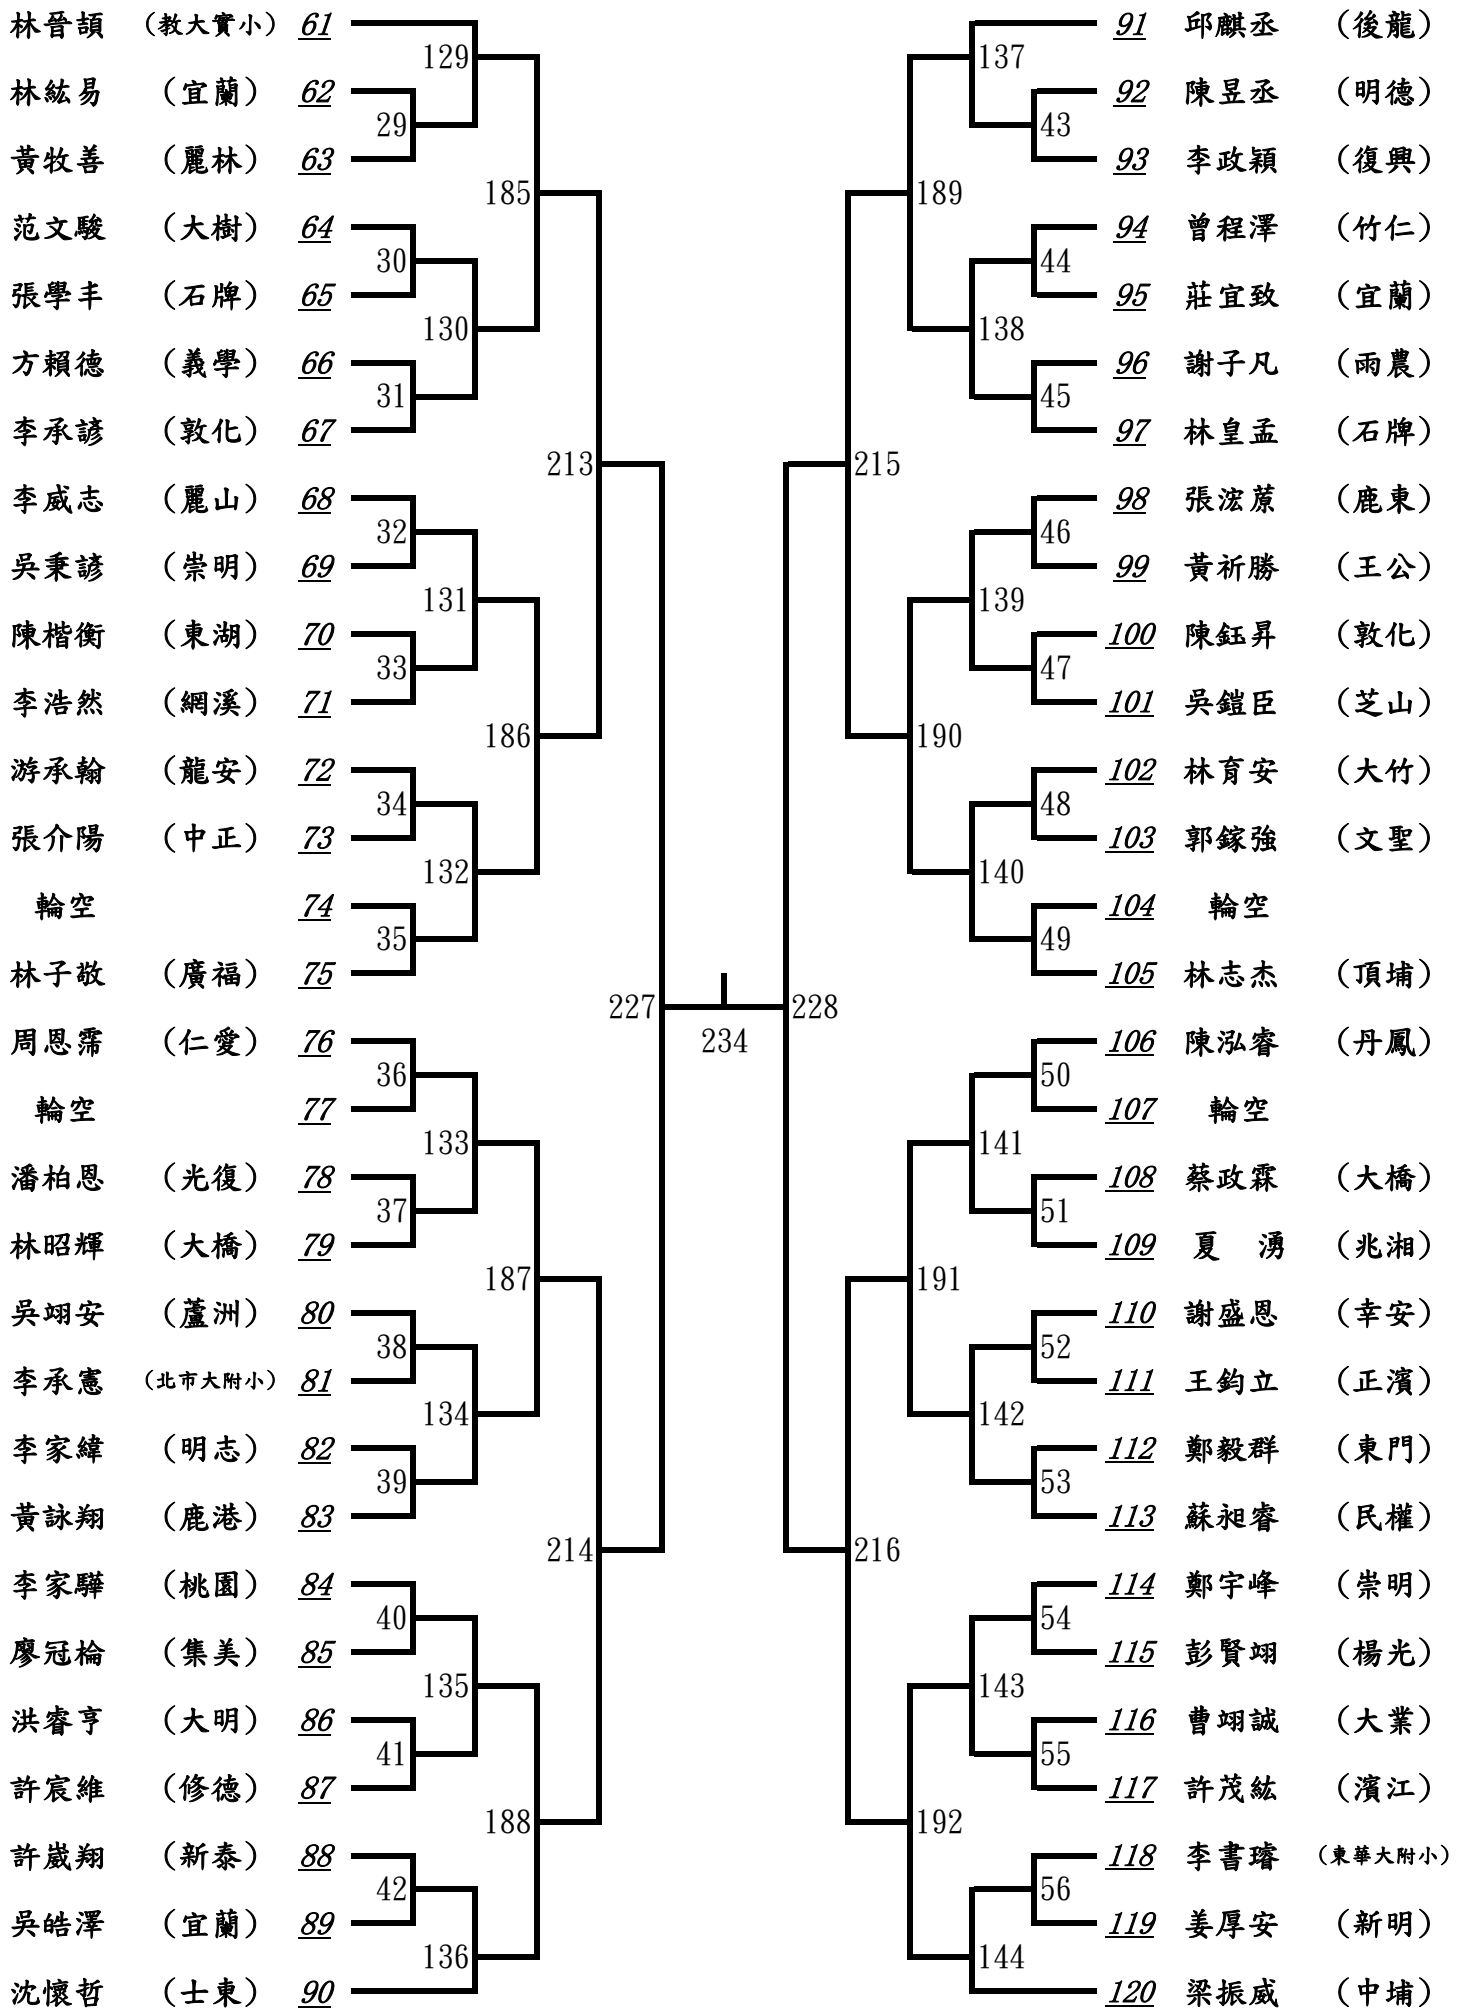 林晉頡 （教大實小） 61
林紘易 （宜蘭） 62
黃牧善 （麗林） 63
范文駿 （大樹） 64
張學丰 （石牌） 65
方賴德 （義學） 66
李承諺 （敦化） 67
李威志 （麗山） 68
吳秉諺 （崇明） 69
陳楷衡 （東湖） 70
李浩然 （網溪） 71
游承翰 （龍安） 72
張介陽 （中正） 73
輪空 74
林子敬 （廣福） 75
周恩霈 （仁愛） 76
輪空 77
潘柏恩 （光復） 78
林昭輝 （大橋） 79
吳翊安 （蘆洲） 80
李承憲 （北市大附小） 81
李家緯 （明志） 82
黃詠翔 （鹿港） 83
李家驊 （桃園） 84
廖冠棆 （集美） 85
洪睿亨 （大明） 86
許宸維 （修德） 87
許崴翔 （新泰） 88
吳皓澤 （宜蘭） 89
沈懷哲 （士東） 90
29
30
31
32
33
34
35
36
37
38
39
40
41
42
129
130
131
132
133
134
135
136
185
186
187
188
213
214
227
234
228
215
216
189
190
191
192
137
138
139
140
141
142
143
144
43
44
45
46
47
48
49
50
51
52
53
54
55
56
91 邱麒丞 （後龍）
92 陳昱丞 （明德）
93 李政穎 （復興）
94 曾程澤 （竹仁）
95 莊宜致 （宜蘭）
96 謝子凡 （雨農）
97 林皇孟 （石牌）
98 張浤蒝 （鹿東）
99 黃祈勝 （王公）
100 陳鈺昇 （敦化）
101 吳鎧臣 （芝山）
102 林育安 （大竹）
103 郭鎵強 （文聖）
104 輪空
105 林志杰 （頂埔）
106 陳泓睿 （丹鳳）
107 輪空
108 蔡政霖 （大橋）
109 夏　湧 （兆湘）
110 謝盛恩 （幸安）
111 王鈞立 （正濱）
112 鄭毅群 （東門）
113 蘇昶睿 （民權）
114 鄭宇峰 （崇明）
115 彭賢翊 （楊光）
116 曹翊誠 （大業）
117 許茂紘 （濱江）
118 李書璿 （東華大附小）
119 姜厚安 （新明）
120 梁振威 （中埔）